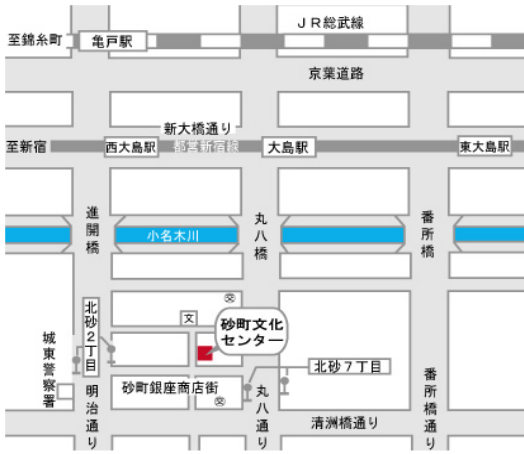 ＪＲ総武線
至錦糸町
亀戸駅
京葉道路
新大橋通り
至新宿
西大島駅
都営新宿線
大島駅
東大島駅
進開橋
小名木川
丸八橋
番所橋
北砂２丁目
文
砂町文化
センター
城東警察署
明治通り
砂町銀座商店街
丸八通り
北砂７丁目
清洲橋通り
番所橋通り